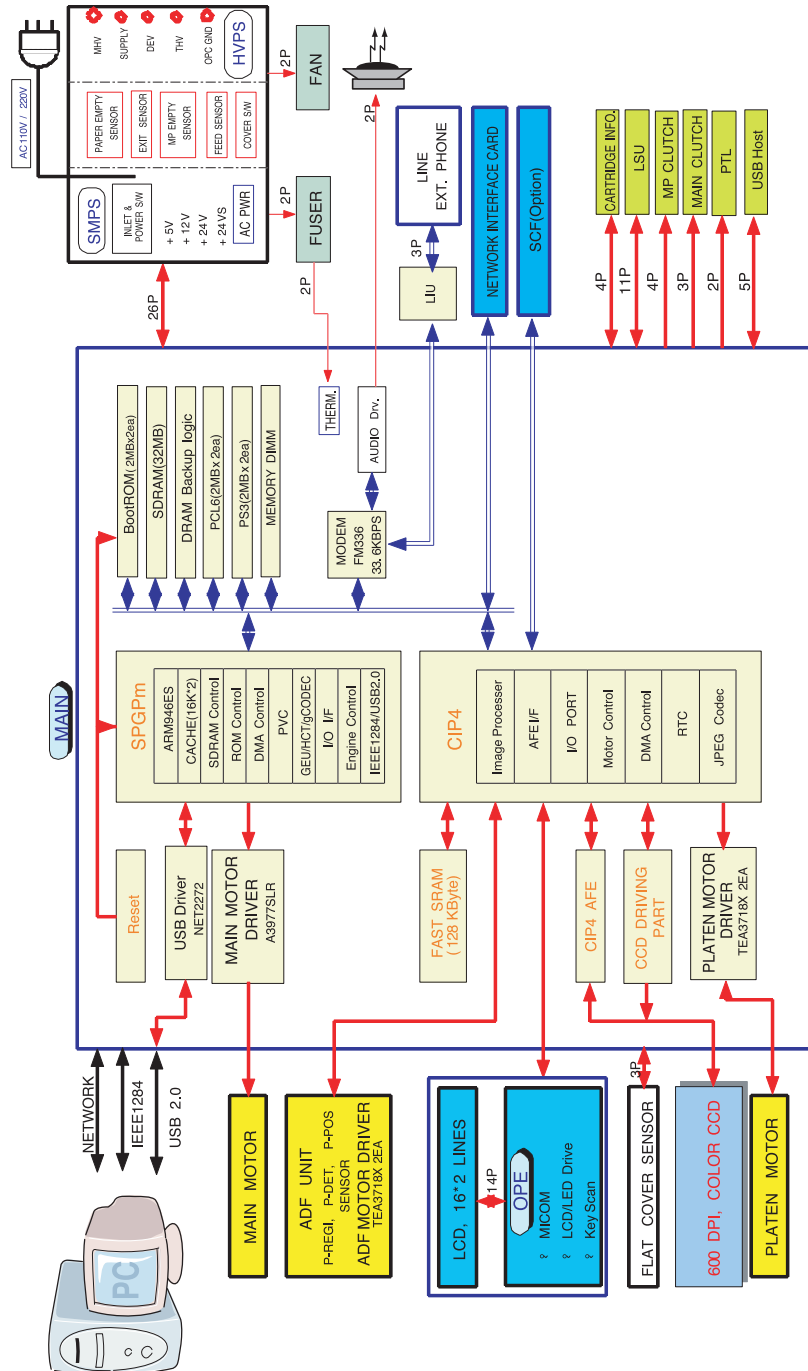 MAIN
PC
NETWORK
IEEE1284
USB 2.0
MAIN MOTOR
ADF UNIT
P-REGI, P-DET, P-POS
SENSOR
ADF MOTOR DRIVER
TEA3718X 2EA
LCD, 16*2 LINES
14P
OPE
MICOM
LCD/LED Drive
Key Scan
FLAT COVER SENSOR
3P
600 DPI, COLOR CCD
PLATEN MOTOR
Reset
USB Driver
NET2272
MAIN MOTOR
DRIVER
A3977SLR
FAST SRAM
( 128 KByte)
CIP4 AFE
CCD DRIVING
PART
PLATEN MOTOR
DRIVER
TEA3718X 2EA
SPGPm
ARM946ES
CACHE(16K*2)
SDRAM Control
ROM Control
DMA Control
PVC
GEU/HCT/gCODEC
I/O I/F
Engine Control
IEEE1284/USB2.0
CIP4
Image Processer
AFE I/F
I/O PORT
Motor Control
DMA Control
RTC
JPEG Codec
BootROM( 2MBx2ea)
SDRAM(32MB)
DRAM Backup logic
PCL6(2MBx 2ea)
PS3(2MBx 2ea)
MEMORY DIMM
THERM.
MODEM
FM336
33. 6KBPS
AUDIO Drv.
AC110V / 220V
SMPS
INLET &
POWER S/W
+ 5V
+ 12V
+ 24V
+ 24VS
AC PWR
PAPER EMPTY
SENSOR
EXIT SENSOR
MP EMPTY
SENSOR
FEED SENSOR
COVER S/W
MHV
SUPPLY
DEV
THV
OPC GND
HVPS
26P
2P
FUSER
2P
2P
FAN
2P
LIU
3P
LINE
EXT. PHONE
NETWORK INTERFACE CARD
SCF(Option)
4P
CARTRIDGE INFO.
11P
LSU
4P
MP CLUTCH
3P
MAIN CLUTCH
2P
PTL
5P
USB Host